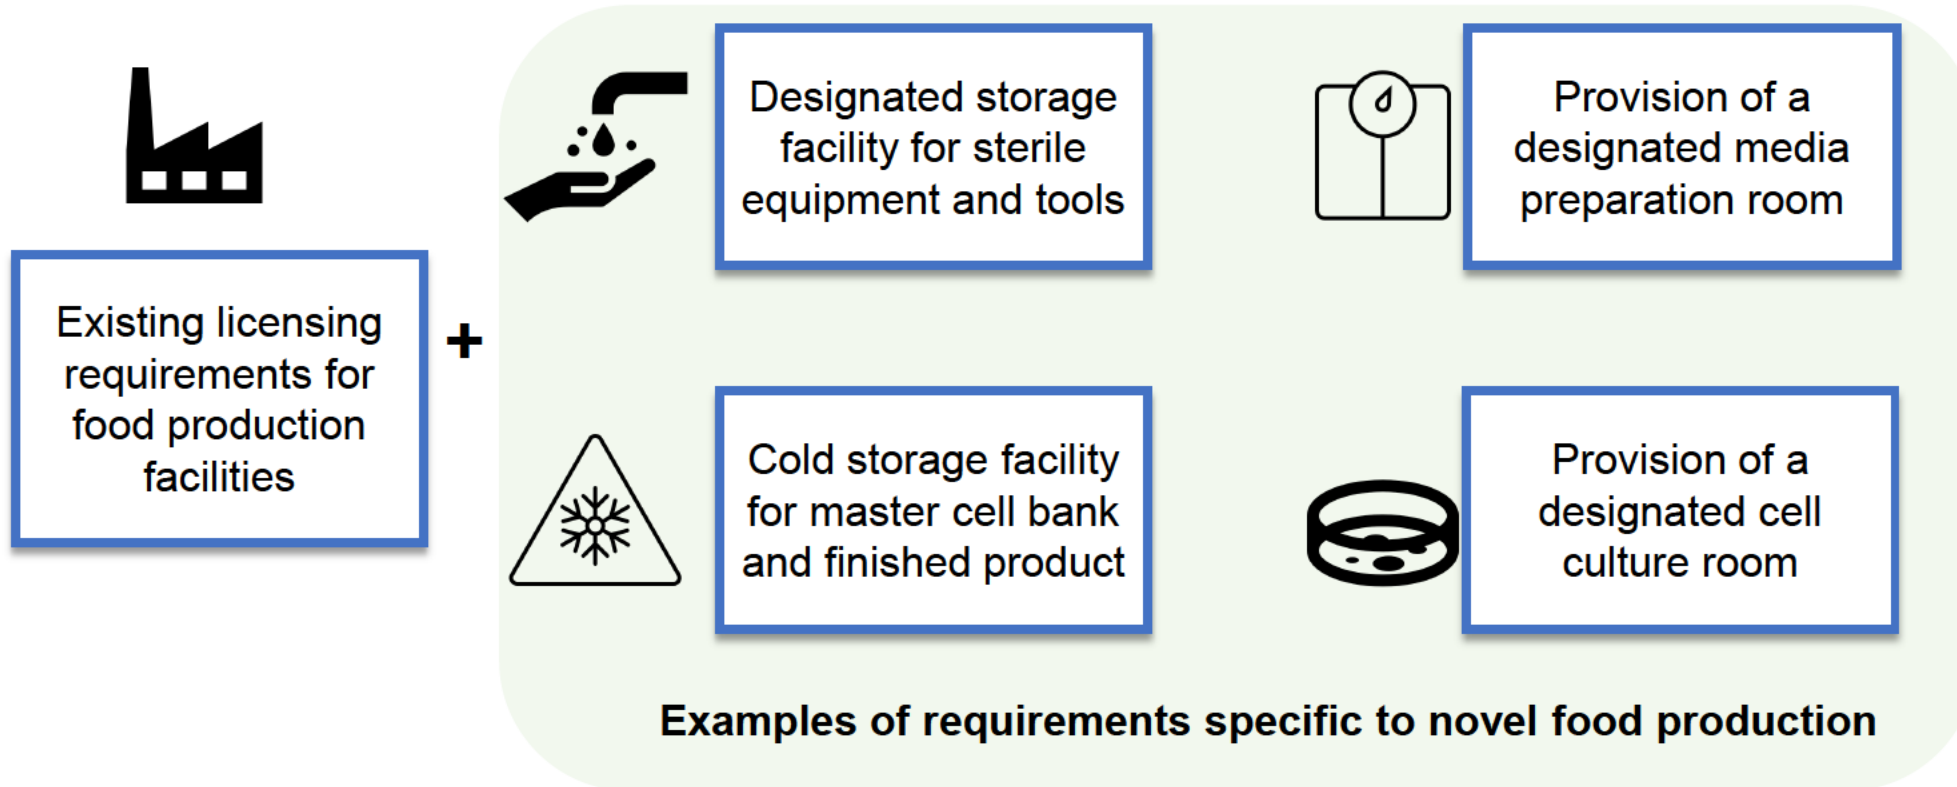 Existing licensing
requirements for
food production
facilities
+
Designated storage
facility for sterile
equipment and tools
Provision of a
designated media
preparation room
Cold storage facility
for master cell bank
and finished product
Provision of a
designated cell
culture room
Examples of requirements specific to novel food production